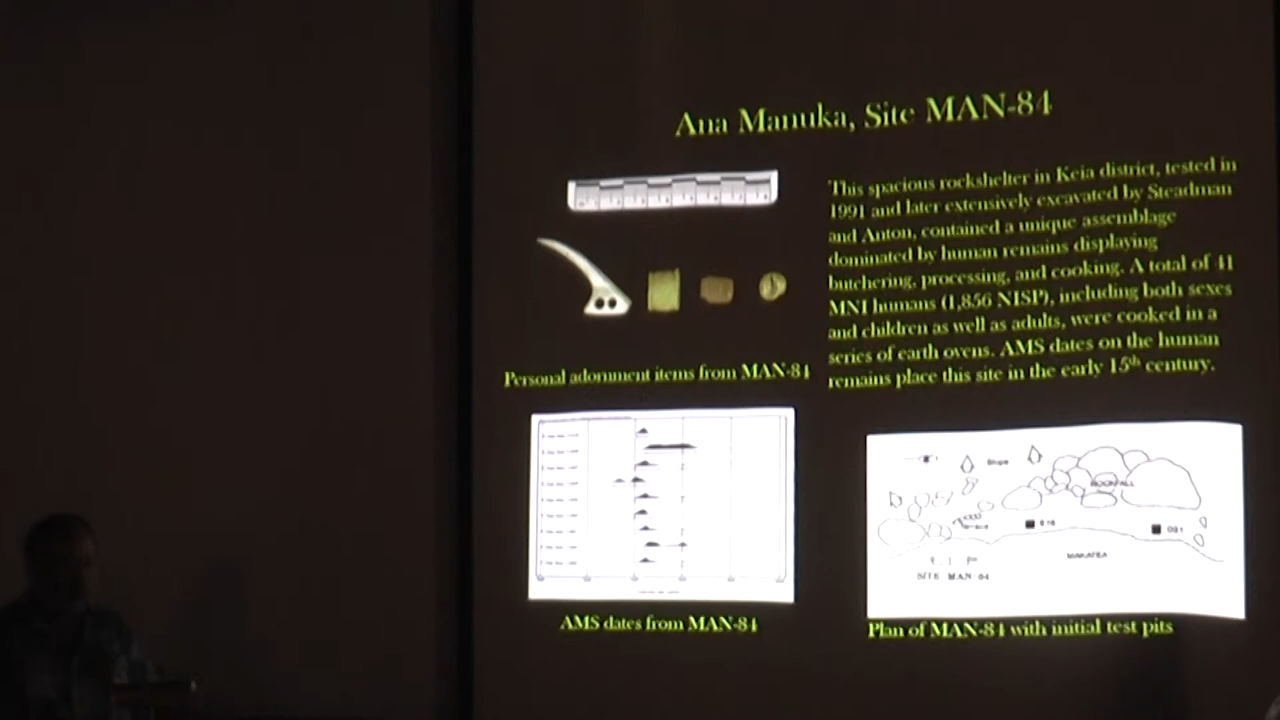 Ana Manuka, Site MAN-84
This spacious rockshelter in Keia district, tested in
1991 and later extensively excavated by Steadman
and Anton, contained a unique assemblage
dominated by human remains displaying
butchering, processing, and cooking. A total of 41
MNI humans (1,856 NISP), including both sexes
and children as well as adults, were cooked in a
series of earth ovens. AMS dates on the human
remains place this site in the early 15th century.
Personal adornment items from MAN-84
AMS dates from MAN-84
Slope
ROOFFALL
MAKATEA
SITE MAN 84
Plan of MAN-84 with initial test pits